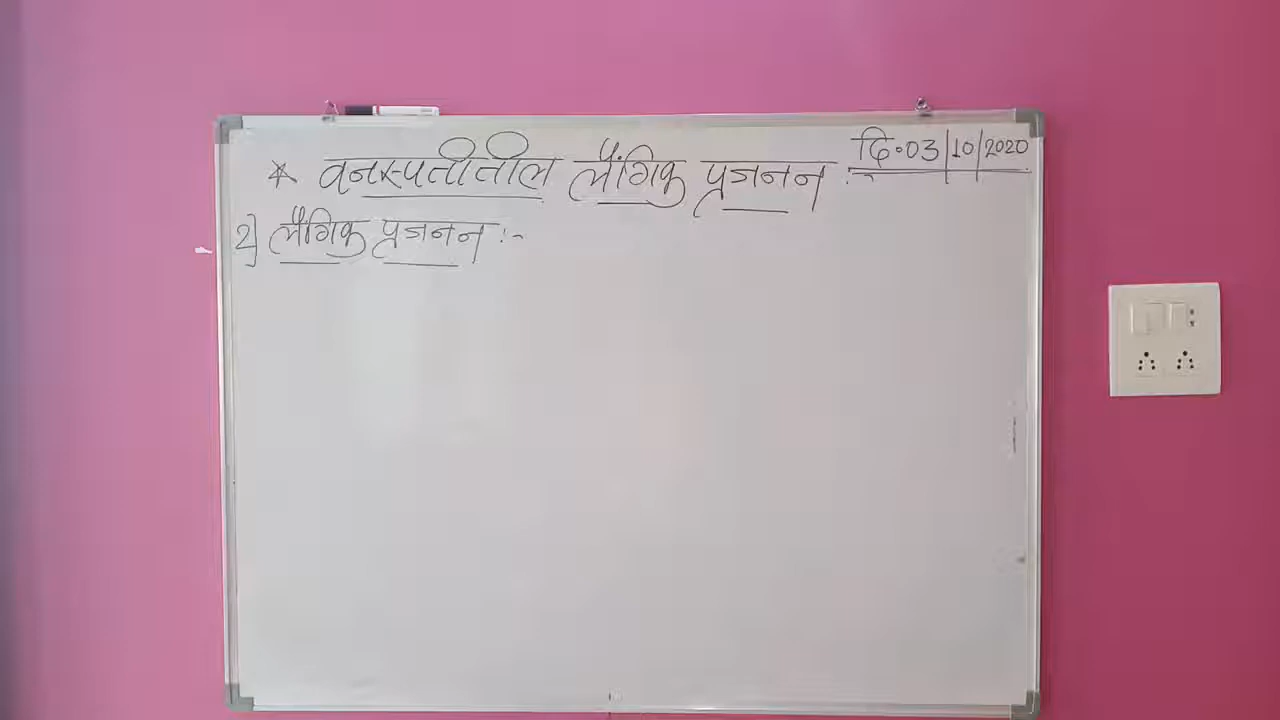 * वनस्पतीतील लैंगिक प्रजनन :- दि.03/10/2020
2] लैंगिक प्रजनन :-